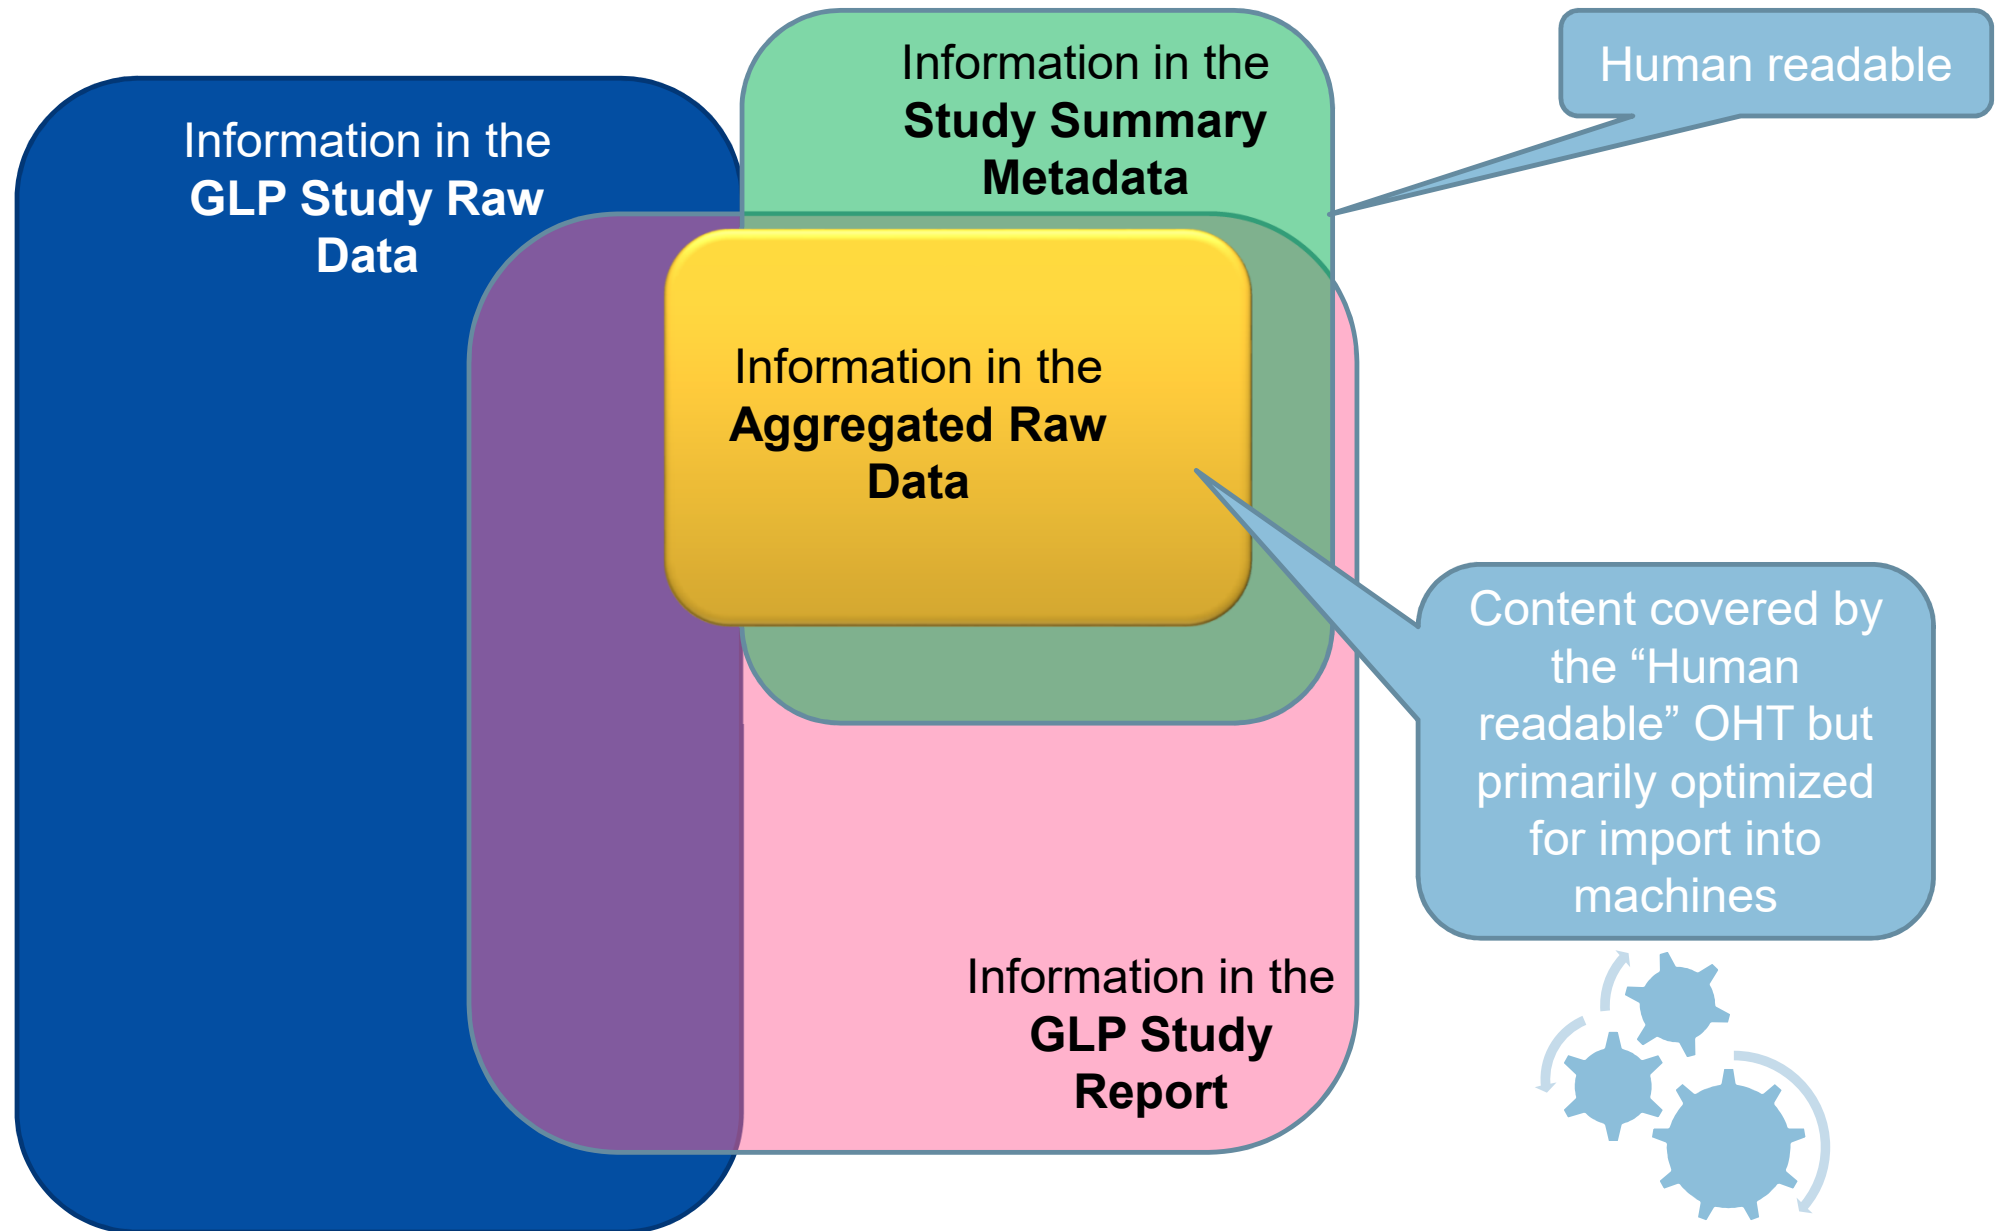 Information in the
GLP Study Raw
Data
Information in the
Study Summary
Metadata
Human readable
Information in the
Aggregated Raw
Data
Content covered by
the “Human
readable” OHT but
primarily optimized
for import into
machines
Information in the
GLP Study
Report